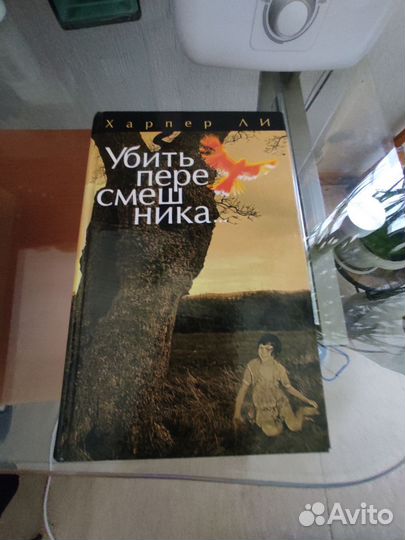 Харпер ЛИ
Убить
пере
смеш
ника...
Avito